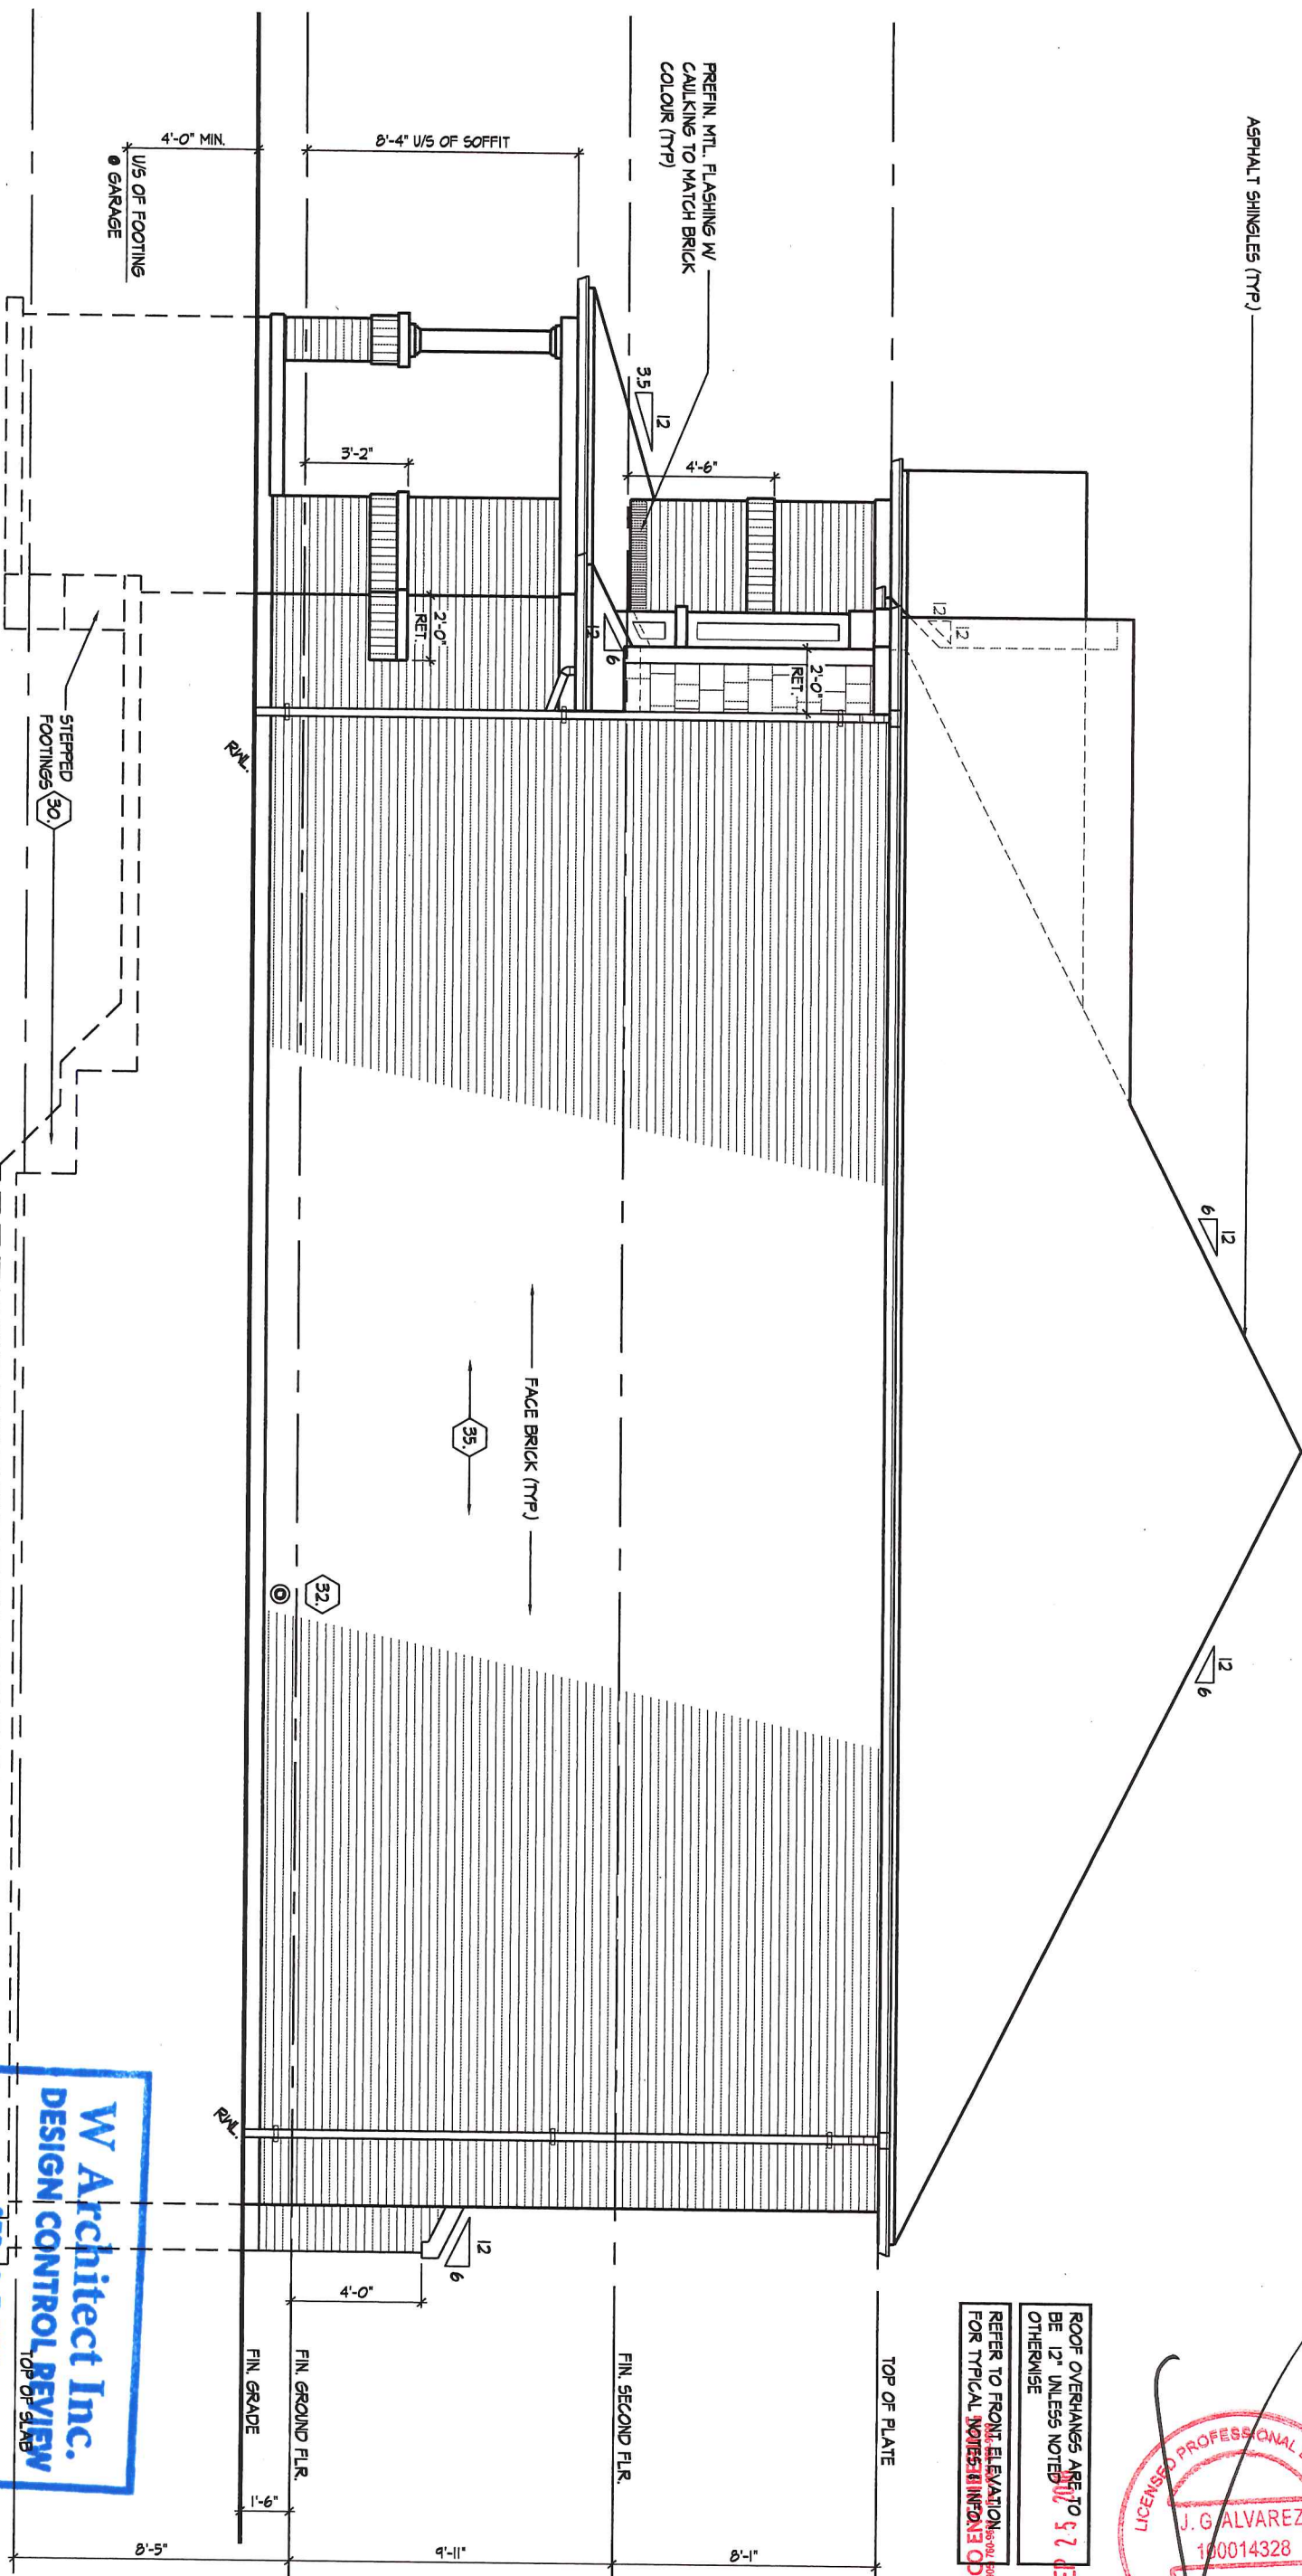 ASPHALT SHINGLES (TYP.)
12
6
12
6
PREFIN. MTL. FLASHING W/
CAULKING TO MATCH BRICK
COLOUR (TYP)
12
3.5
12
12
4'-6"
2'-0"
RET.
12
6
8'-4" U/S OF SOFFIT
3'-2"
2'-0"
RET.
4'-0" MIN.
U/S OF FOOTING
@ GARAGE
FACE BRICK (TYP.)
35.
32.
STEPPED
FOOTINGS 30.
RWL.
RWL.
12
6
4'-0"
TOP OF PLATE
FIN. SECOND FLR.
FIN. GROUND FLR.
FIN. GRADE
TOP OF SLAB
8'-1"
9'-11"
1'-6"
8'-5"
ROOF OVERHANGS ARE TO
BE 12" UNLESS NOTED
OTHERWISE
REFER TO FRONT ELEVATION
FOR TYPICAL NOTES & INFO.
LICENSED PROFESSIONAL
J. G. ALVAREZ
100014328
W Architect Inc.
DESIGN CONTROL REVIEW